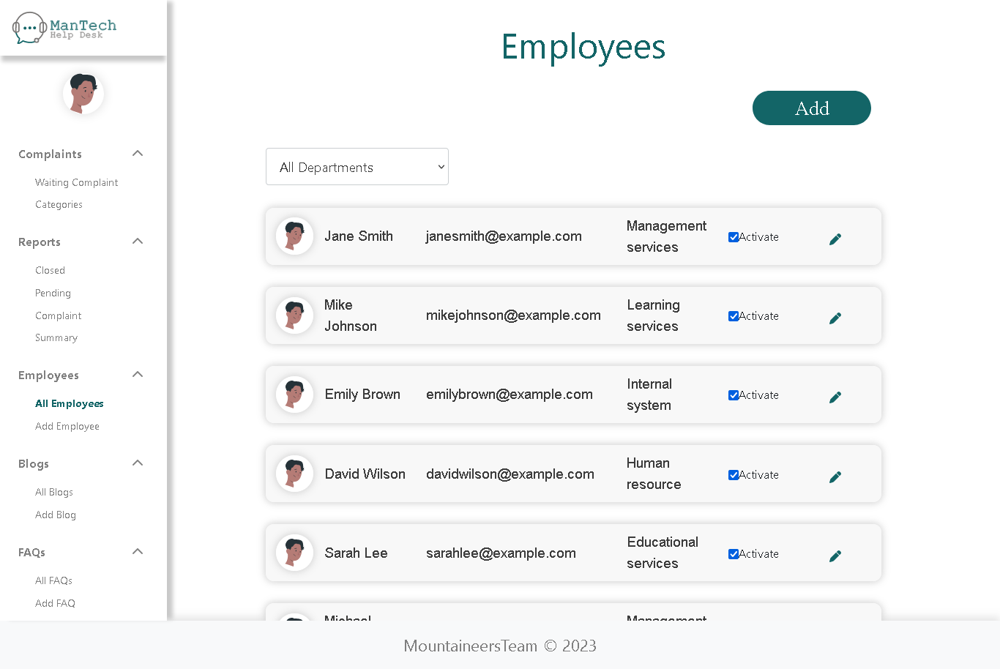 ManTech
Help Desk
Complaints
Waiting Complaint
Categories
Reports
Closed
Pending
Complaint
Summary
Employees
All Employees
Add Employee
Blogs
All Blogs
Add Blog
FAQs
All FAQs
Add FAQ
Employees
Add
All Departments
Jane Smith janesmith@example.com Management services Activate
Mike Johnson mikejohnson@example.com Learning services Activate
Emily Brown emilybrown@example.com Internal system Activate
David Wilson davidwilson@example.com Human resource Activate
Sarah Lee sarahlee@example.com Educational services Activate
Michael Management
MountaineersTeam © 2023